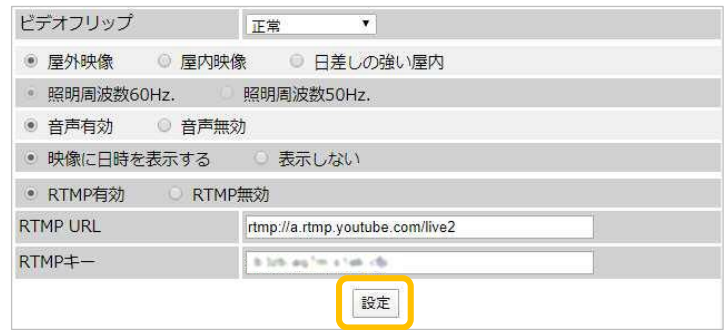 ビデオフリップ 正常
屋外映像 屋内映像 日差しの強い屋内
照明周波数60Hz. 照明周波数50Hz.
音声有効 音声無効
映像に日時を表示する 表示しない
RTMP有効 RTMP無効
RTMP URL rtmp://a.rtmp.youtube.com/live2
RTMPキー
設定